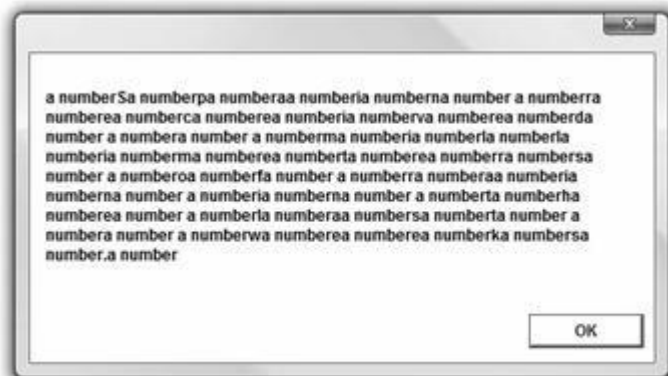 a numberSa numberpa numberaa numberia numberna number a numberra
numberea numberca numberea numberia numberva numberea numberda
number a numbera number a numberma numberia numberla numberla
numberia numberma numberea numberta numberea numberra numbersa
number a numberoa numberfa number a numberra numberaa numberia
numberna number a numberia numberna number a numberta numberha
numberea number a numberla numberaa numbersa numberta number a
numbera number a numberwa numberea numberea numberka numbersa
number.a number
OK